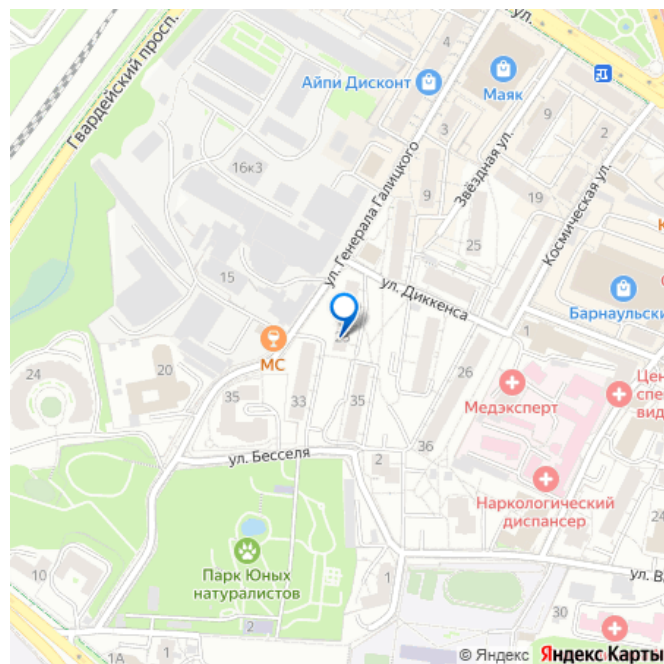 ул.
Гвардейский просп.
Айпи Дисконт
Маяк
ул. Генерала Галицкого
Звёздная ул.
Космическая ул.
9
2
3
16к3
9
19
25
15
ул. Диккенса
1
Барнаульски
МС
24
20
35
33
35
26
36
Медэксперт
Цен
спе
вид
ул. Бесселя
2
Наркологический
диспансер
24
Парк Юных
натуралистов
10
1
ул. В
30
2
1
1А
© Яндекс Яндекс Карты